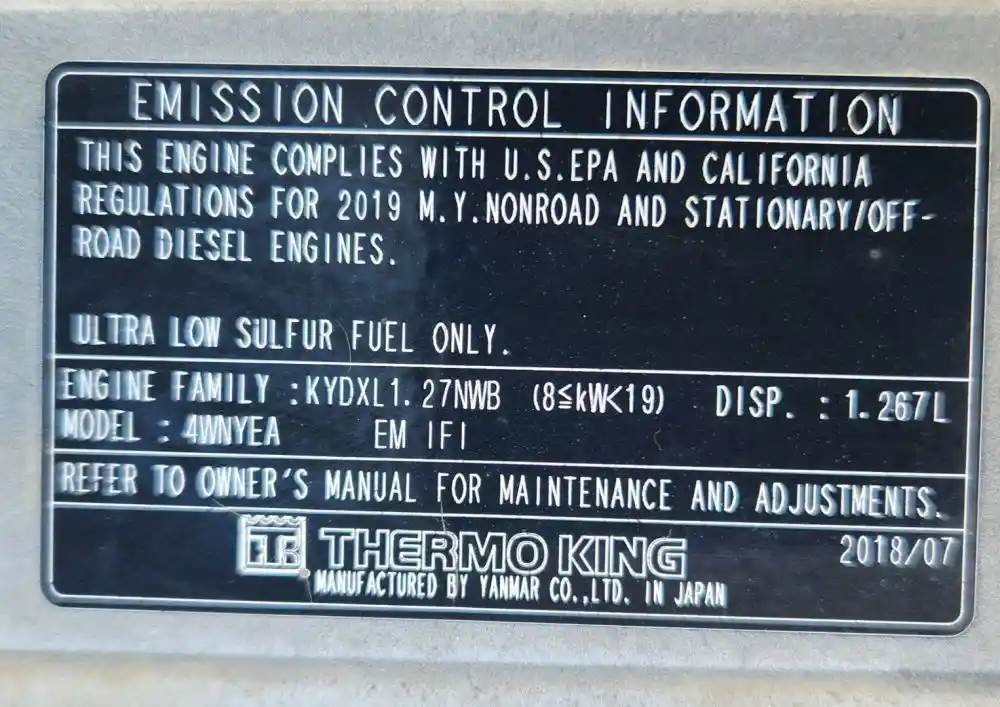 EMISSION CONTROL INFORMATION
THIS ENGINE COMPLIES WITH U.S.EPA AND CALIFORNIA
REGULATIONS FOR 2019 M.Y.NONROAD AND STATIONARY/OFF-
ROAD DIESEL ENGINES.
ULTRA LOW SULFUR FUEL ONLY.
ENGINE FAMILY :KYDXL1.27NWB (8≦kW<19) DISP. : 1.267L
MODEL : 4WNYEA EM IFI
REFER TO OWNER'S MANUAL FOR MAINTENANCE AND ADJUSTMENTS.
TK THERMO KING 2018/07
MANUFACTURED BY YANMAR CO.,LTD. IN JAPAN